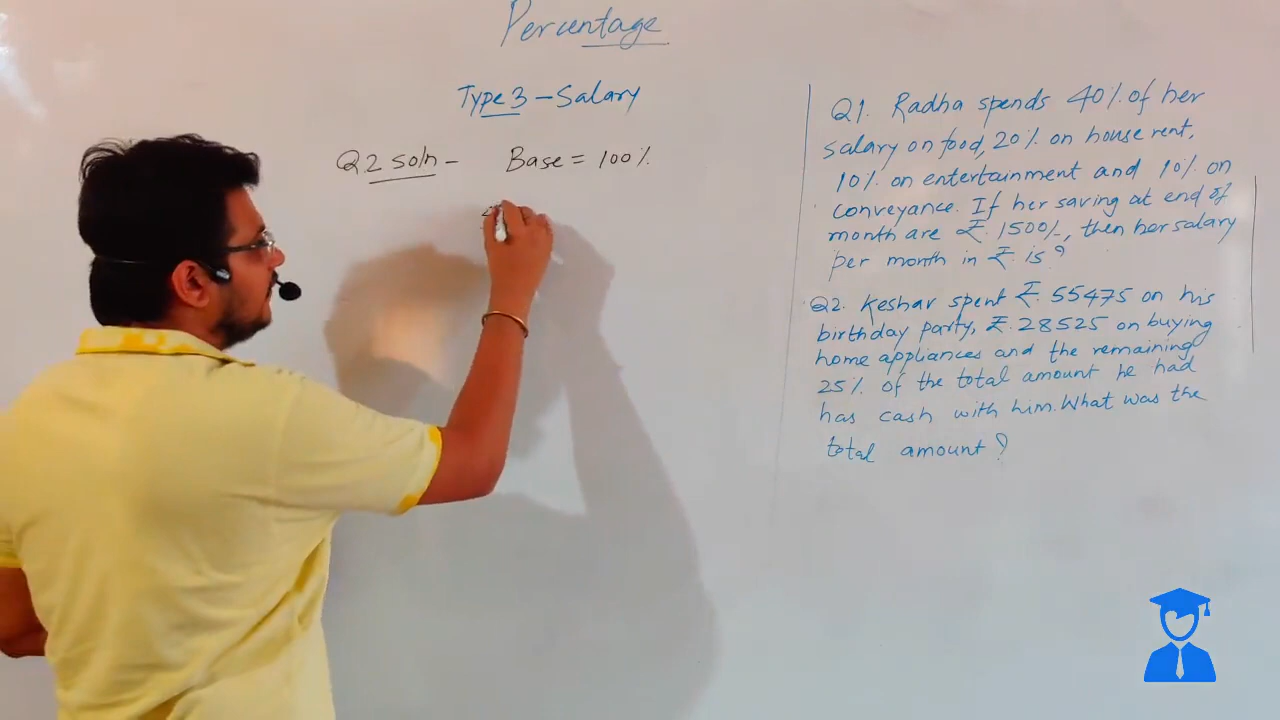 Percentage
Type 3 - Salary
Q.2 soln - Base = 100%
Q1. Radha spends 40% of her
salary on food, 20% on house rent,
10% on entertainment and 10% on
conveyance. If her saving at end of
month are ₹. 1500/-, then her salary
per month in ₹ is?
Q2. Keshav spent ₹. 55475 on his
birthday party, ₹. 28525 on buying
home appliances and the remaining
25% of the total amount he had
has cash with him. What was the
total amount?